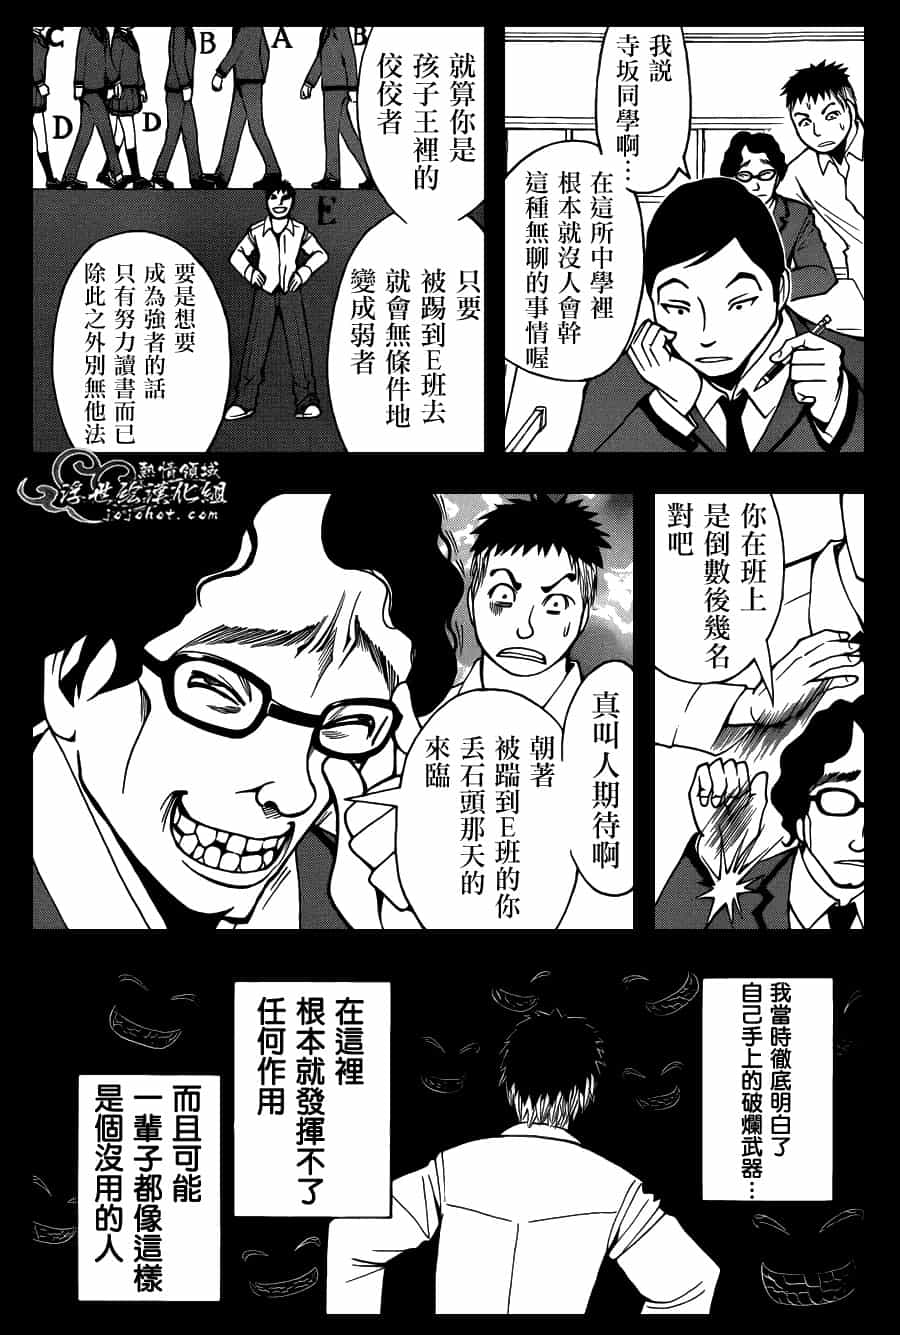 我說
寺坂同學啊…
在這所中學裡
根本就沒人會幹
這種無聊的事情喔
C
D
D
B
A
B
E
就算你是
孩子王裡的
佼佼者
只要
被踢到E班去
就會無條件地
變成弱者
要是想要
成為強者的話
只有努力讀書而已
除此之外別無他法
熱情領域
浮世绘漢化組
jojohot.com
你在班上
是倒數後幾名
對吧
真叫人期待啊
朝著
被踹到E班的你
丟石頭那天的
來臨
我當時徹底明白了
自己手上的破爛武器…
在這裡
根本就發揮不了
任何作用
而且可能
一輩子都像這樣
是個沒用的人